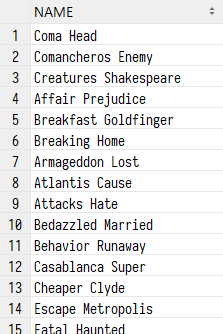 NAME
1 Coma Head
2 Comancheros Enemy
3 Creatures Shakespeare
4 Affair Prejudice
5 Breakfast Goldfinger
6 Breaking Home
7 Armageddon Lost
8 Atlantis Cause
9 Attacks Hate
10 Bedazzled Married
11 Behavior Runaway
12 Casablanca Super
13 Cheaper Clyde
14 Escape Metropolis
15 Fatal Haunted